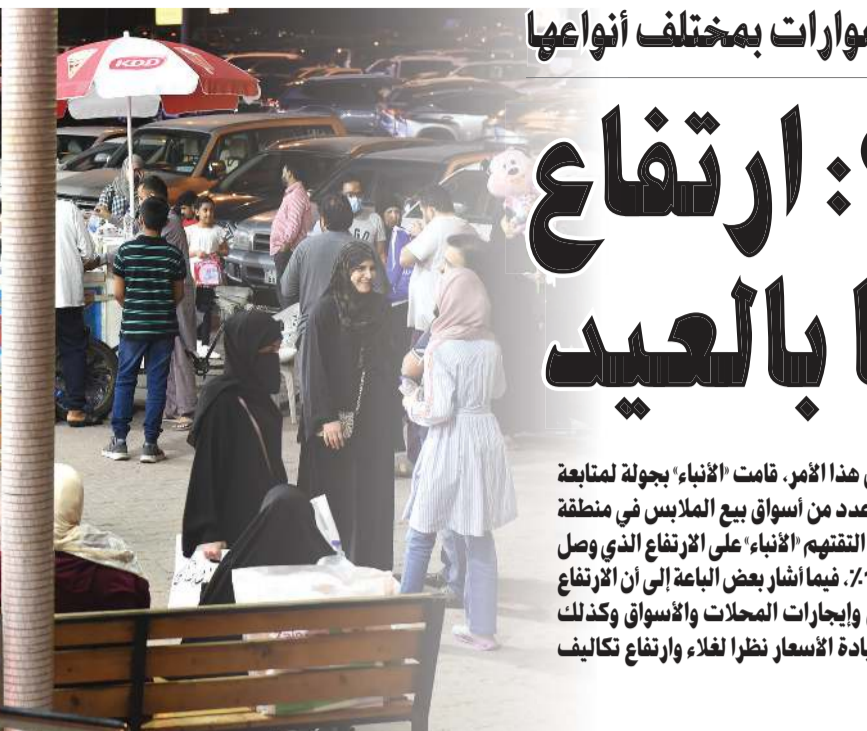 سوارات بمختلف أنواعها
: ارتفاع
بالعيد
هذا الأمر. قامت «الأنباء» بجولة لمتابعة
عدد من أسواق بيع الملابس في منطقة
التقتهم «الأنباء» على الارتفاع الذي وصل
٪. فيما أشار بعض الباعة إلى أن الارتفاع
وإيجارات المحلات والأسواق وكذلك
الأسعار نظرا لغلاء وارتفاع تكاليف
KDD